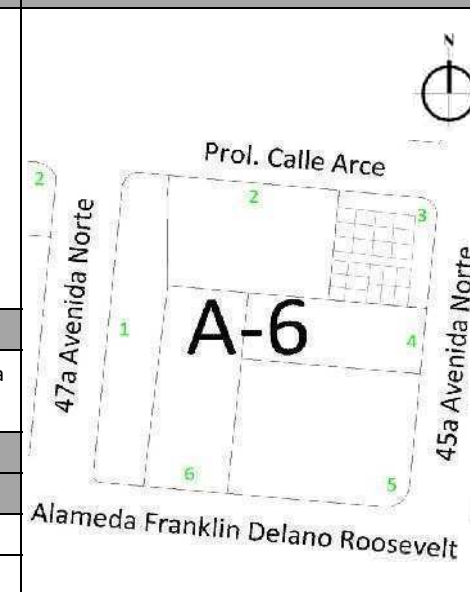 N
Prol. Calle Arce
2
2
3
47a Avenida Norte
1
A-6
4
45a Avenida Norte
a
6
5
Alameda Franklin Delano Roosevelt